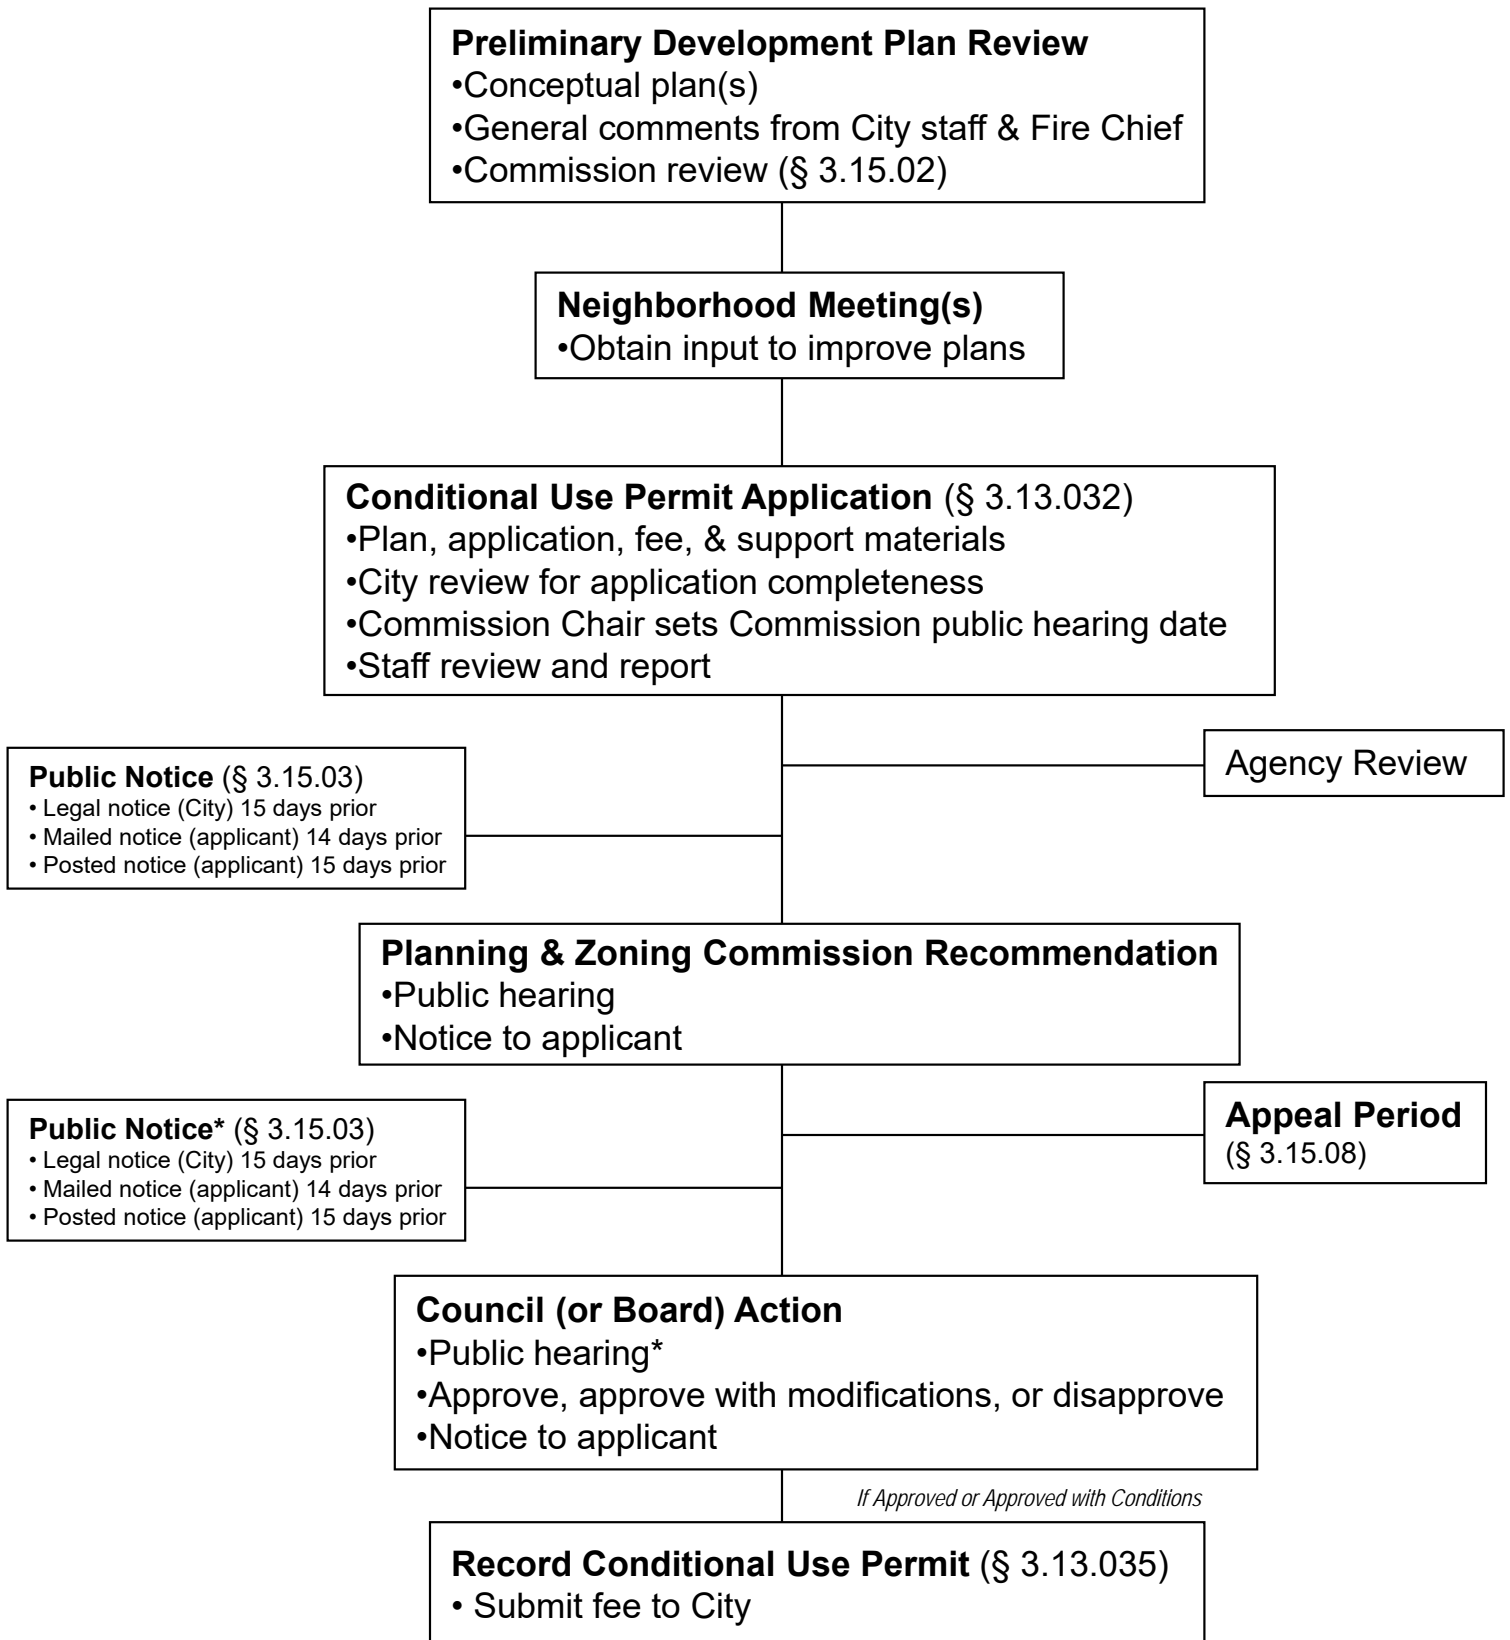 Preliminary Development Plan Review
•Conceptual plan(s)
•General comments from City staff & Fire Chief
•Commission review (§ 3.15.02)
Neighborhood Meeting(s)
•Obtain input to improve plans
Conditional Use Permit Application (§ 3.13.032)
•Plan, application, fee, & support materials
•City review for application completeness
•Commission Chair sets Commission public hearing date
•Staff review and report
Agency Review
Public Notice (§ 3.15.03)
• Legal notice (City) 15 days prior
• Mailed notice (applicant) 14 days prior
• Posted notice (applicant) 15 days prior
Planning & Zoning Commission Recommendation
•Public hearing
•Notice to applicant
Appeal Period
(§ 3.15.08)
Public Notice* (§ 3.15.03)
• Legal notice (City) 15 days prior
• Mailed notice (applicant) 14 days prior
• Posted notice (applicant) 15 days prior
Council (or Board) Action
•Public hearing*
•Approve, approve with modifications, or disapprove
•Notice to applicant
If Approved or Approved with Conditions
Record Conditional Use Permit (§ 3.13.035)
• Submit fee to City